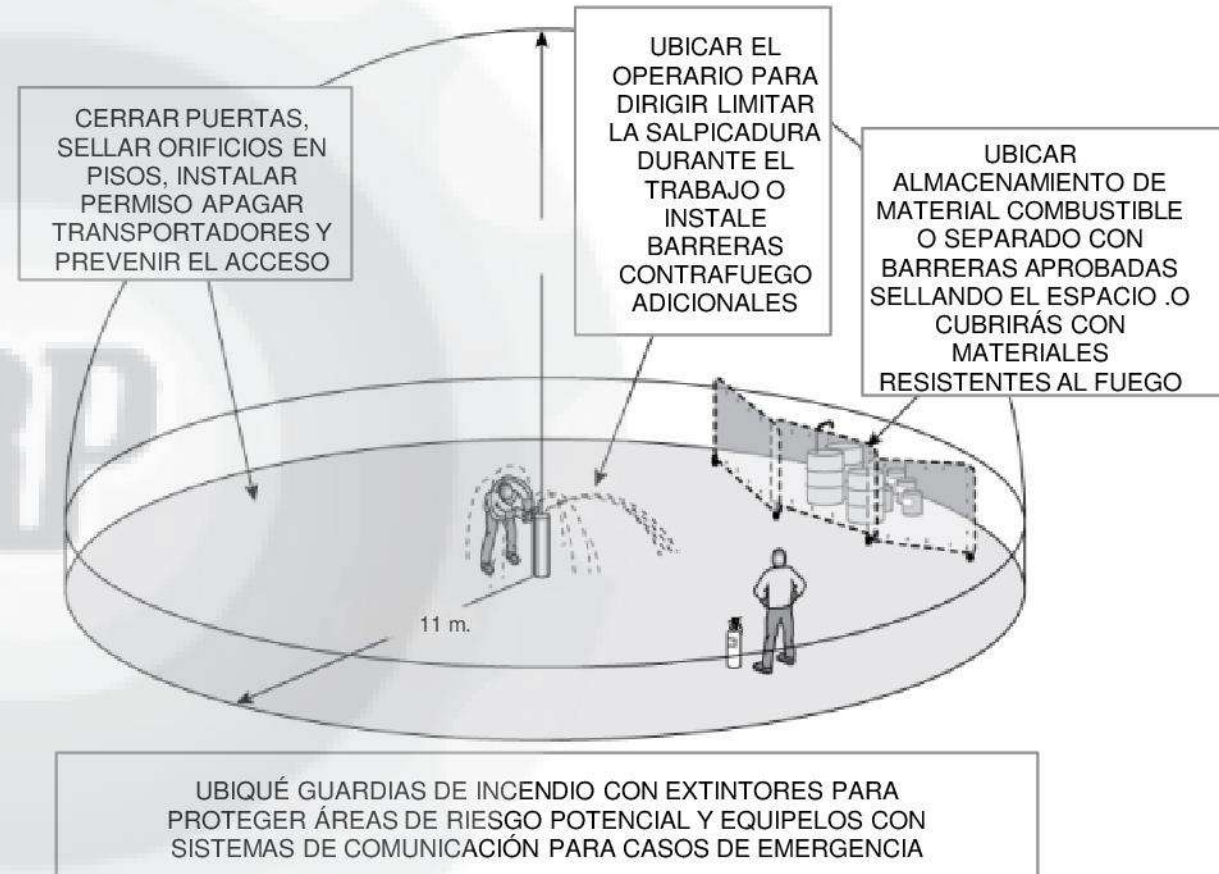 CERRAR PUERTAS,
SELLAR ORIFICIOS EN
PISOS, INSTALAR
PERMISO APAGAR
TRANSPORTADORES Y
PREVENIR EL ACCESO
UBICAR EL
OPERARIO PARA
DIRIGIR LIMITAR
LA SALPICADURA
DURANTE EL
TRABAJO O
INSTALE
BARRERAS
CONTRAFUEGO
ADICIONALES
UBICAR
ALMACENAMIENTO DE
MATERIAL COMBUSTIBLE
O SEPARADO CON
BARRERAS APROBADAS
SELLANDO EL ESPACIO .O
CUBRIRÁS CON
MATERIALES
RESISTENTES AL FUEGO
11 m.
UBIQUÉ GUARDIAS DE INCENDIO CON EXTINTORES PARA
PROTEGER ÁREAS DE RIESGO POTENCIAL Y EQUIPELOS CON
SISTEMAS DE COMUNICACIÓN PARA CASOS DE EMERGENCIA